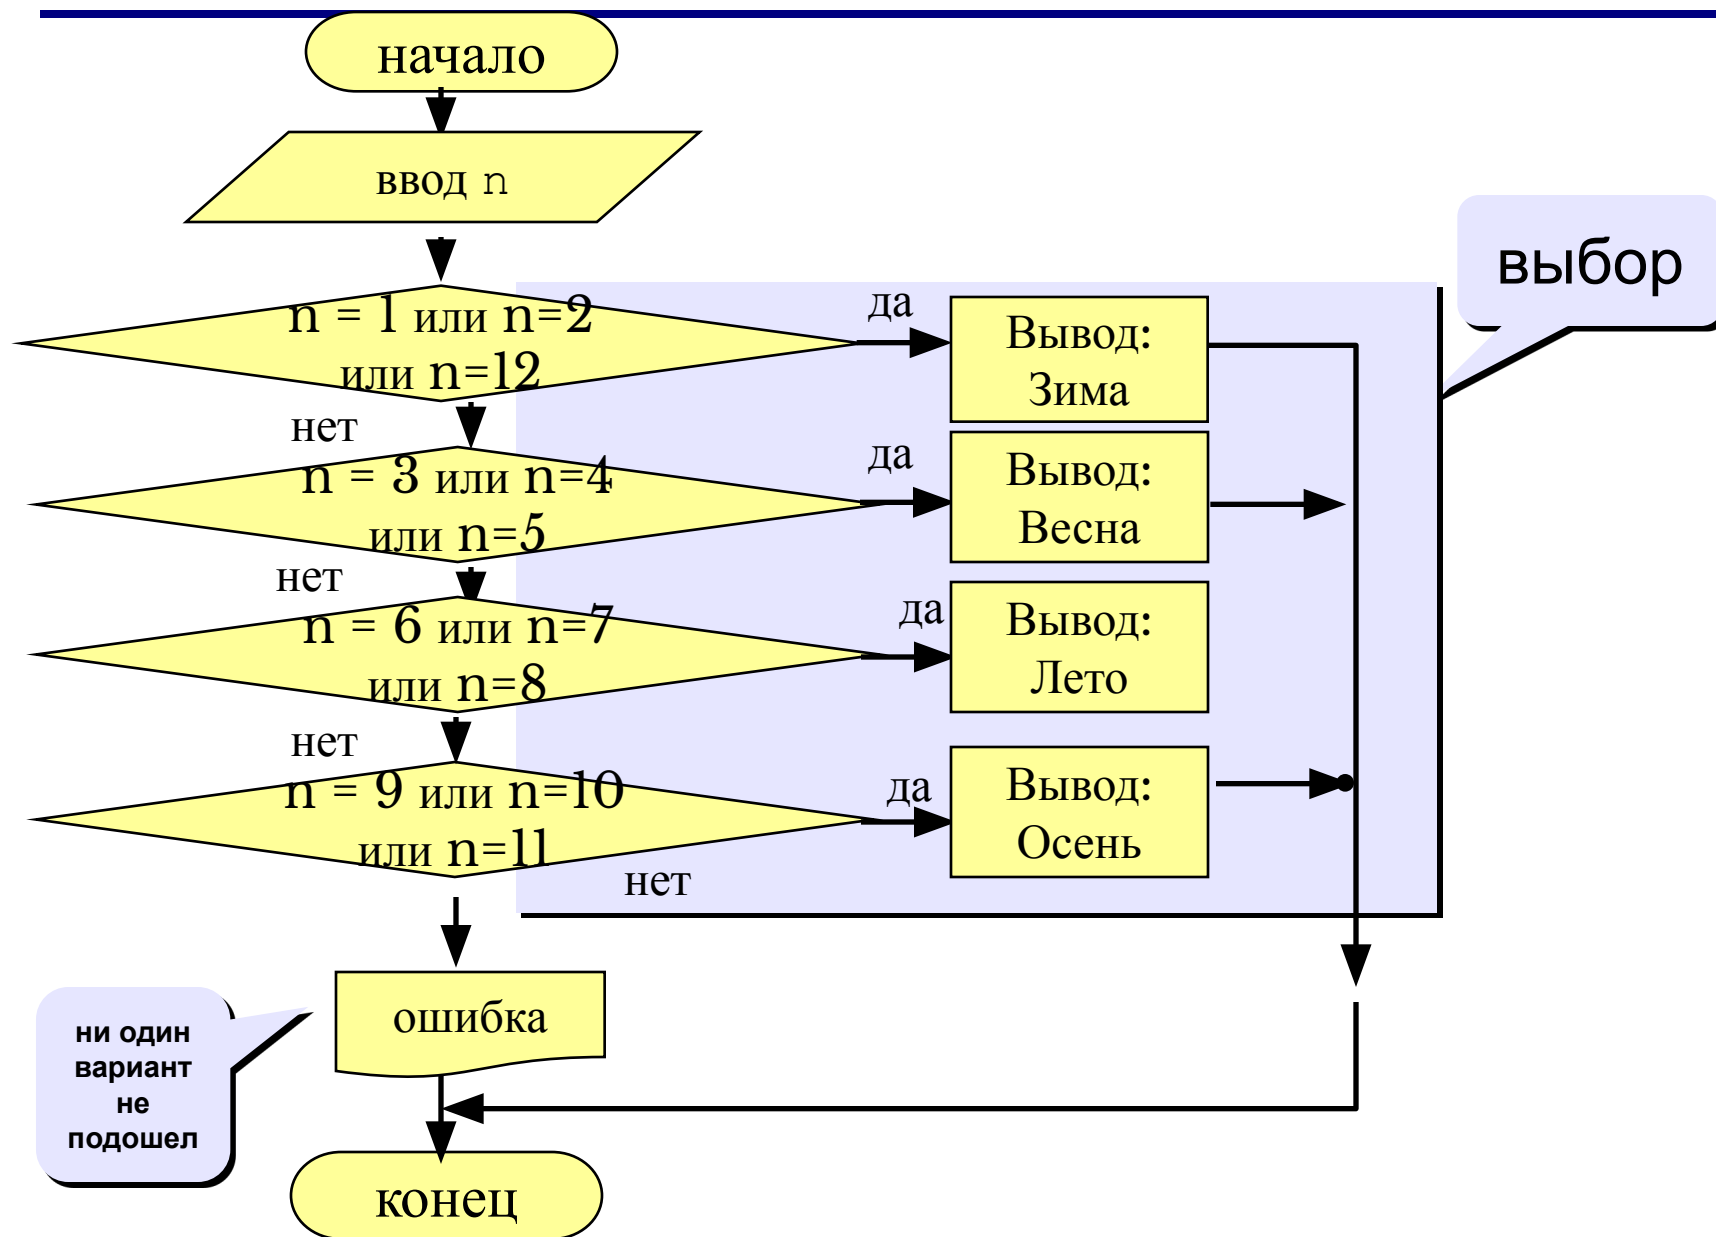 начало
ввод n
выбор
n = 1 или n=2
или n=12
да
Вывод:
Зима
нет
n = 3 или n=4
или n=5
да
Вывод:
Весна
нет
n = 6 или n=7
или n=8
да
Вывод:
Лето
нет
n = 9 или n=10
или n=11
да
Вывод:
Осень
нет
ошибка
ни один
вариант
не
подошел
конец